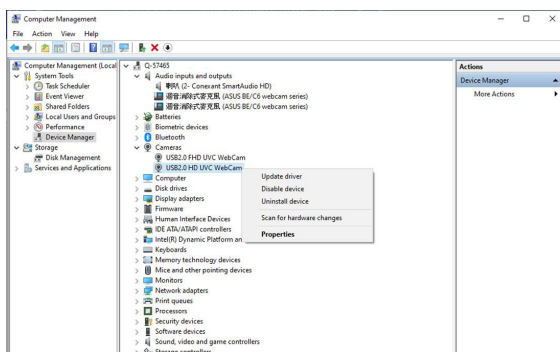 Computer Management
File Action View Help
Computer Management (Local
System Tools
Task Scheduler
Event Viewer
Shared Folders
Local Users and Groups
Performance
Device Manager
Storage
Disk Management
Services and Applications
Q-57465
Audio inputs and outputs
喇叭 (2- Conexant SmartAudio HD)
(ASUS BE/C6 webcam series)
(ASUS BE/C6 webcam series)
Batteries
Biometric devices
Bluetooth
Cameras
USB2.0 FHD UVC WebCam
USB2.0 HD UVC WebCam
Computer
Disk drives
Display adapters
Firmware
Human Interface Devices
IDE ATA/ATAPI controllers
Intel(R) Dynamic Platform an
Keyboards
Memory technology devices
Mice and other pointing devices
Monitors
Network adapters
Print queues
Processors
Security devices
Software devices
Sound, video and game controllers
Storage controllers
Update driver
Disable device
Uninstall device
Scan for hardware changes
Properties
Actions
Device Manager
More Actions